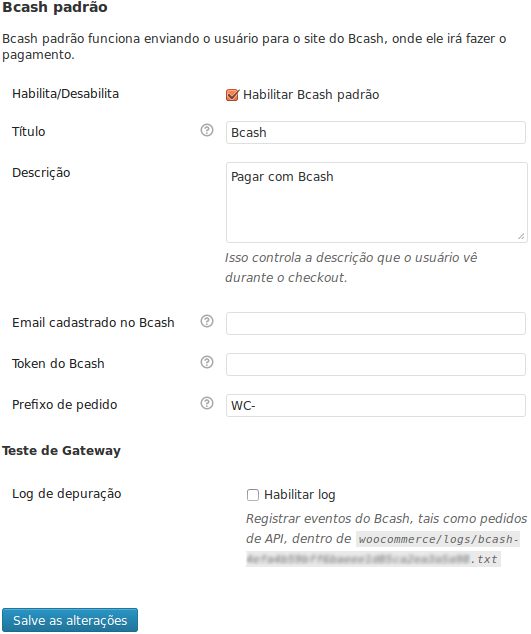 Bcash padrão
Bcash padrão funciona enviando o usuário para o site do Bcash, onde ele irá fazer o
pagamento.
Habilita/Desabilita
Habilitar Bcash padrão
Título ? Bcash
Descrição
Pagar com Bcash
Isso controla a descrição que o usuário vê
durante o checkout.
Email cadastrado no Bcash ?
Token do Bcash ?
Prefixo de pedido ? WC-
Teste de Gateway
Log de depuração
Habilitar log
Registrar eventos do Bcash, tais como pedidos
de API, dentro de woocommerce/logs/bcash-
.txt
Salve as alterações